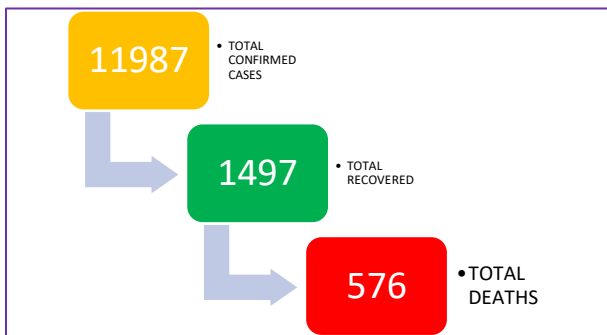 11987
• TOTAL
CONFIRMED
CASES
1497
• TOTAL
RECOVERED
576
• TOTAL
DEATHS